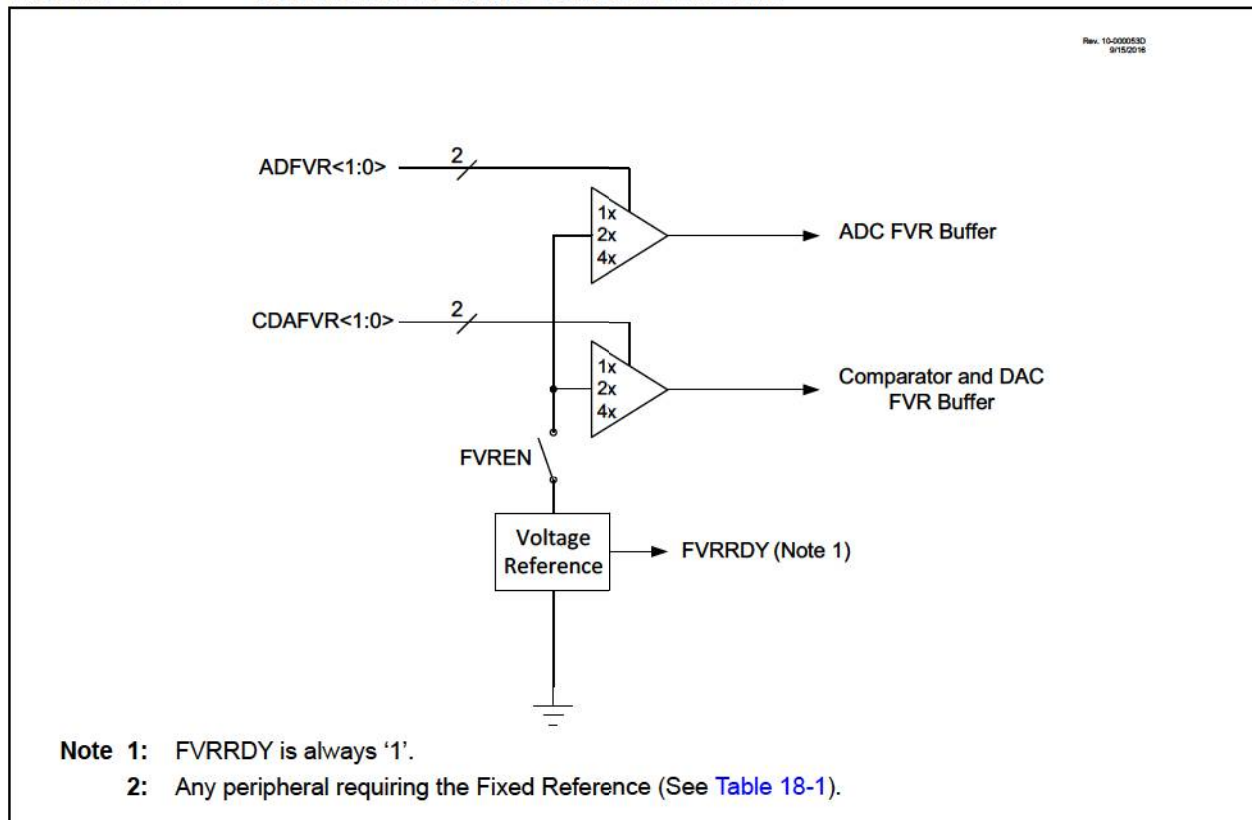 Rev. 10-000053D
9/15/2016
ADFVR<1:0>
2
1x
2x
4x
ADC FVR Buffer
CDAFVR<1:0>
2
1x
2x
4x
Comparator and DAC
FVR Buffer
FVREN
Voltage
Reference
FVRRDY (Note 1)
Note 1: FVRRDY is always ‘1’.
2: Any peripheral requiring the Fixed Reference (See Table 18-1).